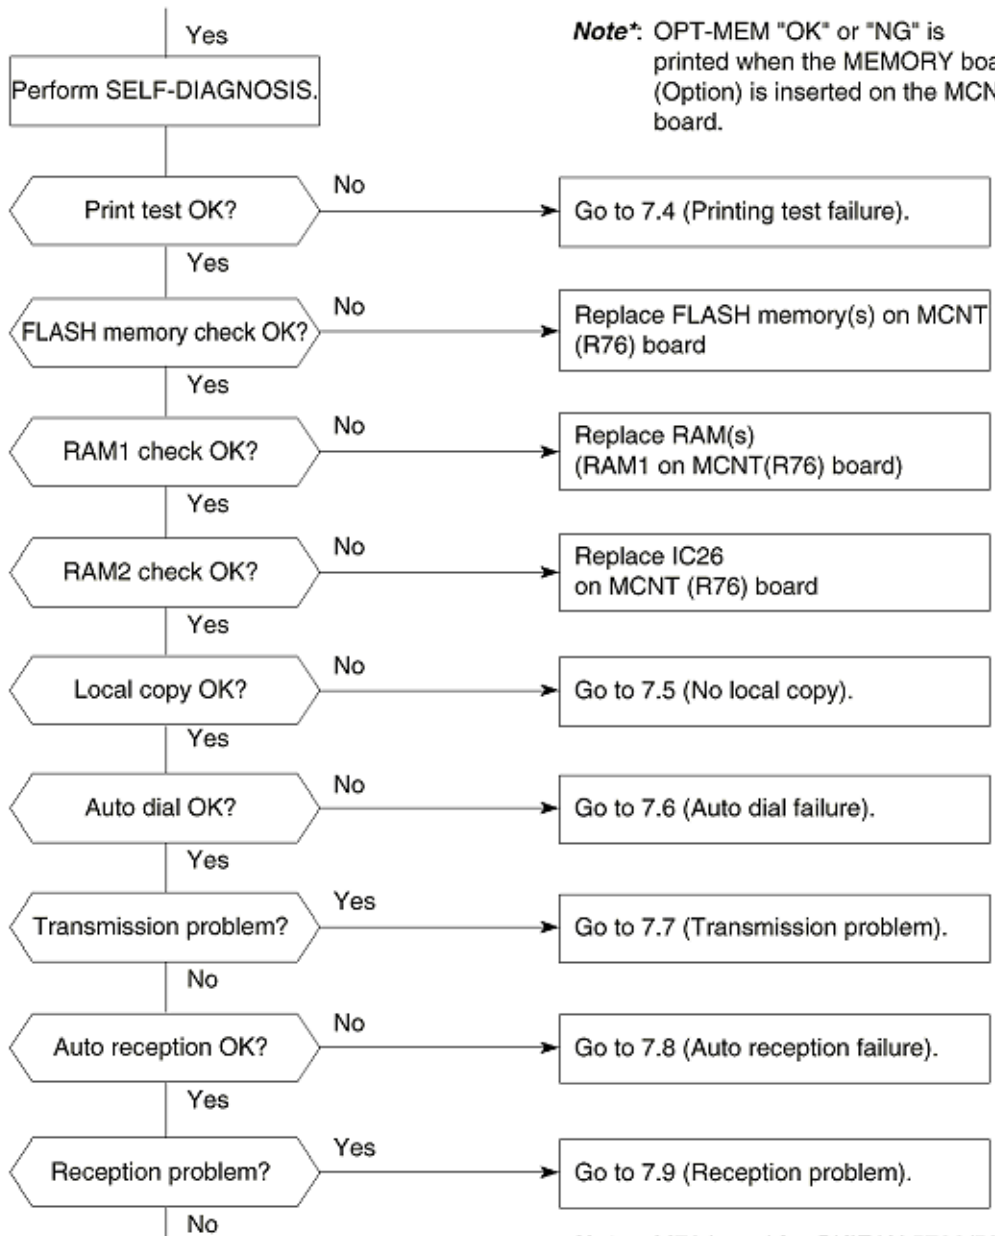 Yes
Note*: OPT-MEM "OK" or "NG" is
printed when the MEMORY
(Option) is inserted on the
board.
Perform SELF-DIAGNOSIS.
Print test OK?
No
Go to 7.4 (Printing test failure).
Yes
FLASH memory check OK?
No
Replace FLASH memory(s) on MCNT
(R76) board
Yes
RAM1 check OK?
No
Replace RAM(s)
(RAM1 on MCNT(R76) board)
Yes
RAM2 check OK?
No
Replace IC26
on MCNT (R76) board
Yes
Local copy OK?
No
Go to 7.5 (No local copy).
Yes
Auto dial OK?
No
Go to 7.6 (Auto dial failure).
Yes
Transmission problem?
Yes
Go to 7.7 (Transmission problem).
No
Auto reception OK?
No
Go to 7.8 (Auto reception failure).
Yes
Reception problem?
Yes
Go to 7.9 (Reception problem).
No